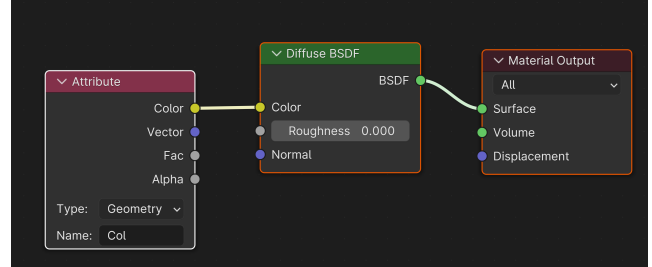 Attribute
Color
Vector
Fac
Alpha
Type: Geometry
Name: Col
Diffuse BSDF
BSDF
Color
Roughness 0.000
Normal
Material Output
All
Surface
Volume
Displacement